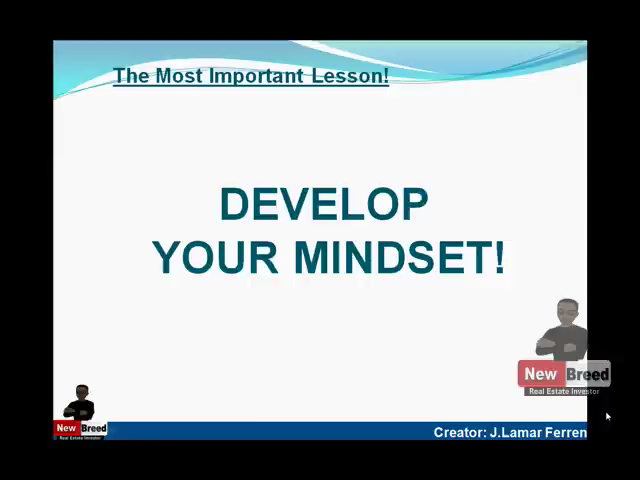 The Most Important Lesson!
DEVELOP
YOUR MINDSET!
New Breed
Real Estate Investor
New Breed
Real Estate Investor
Creator: J.Lamar Ferren